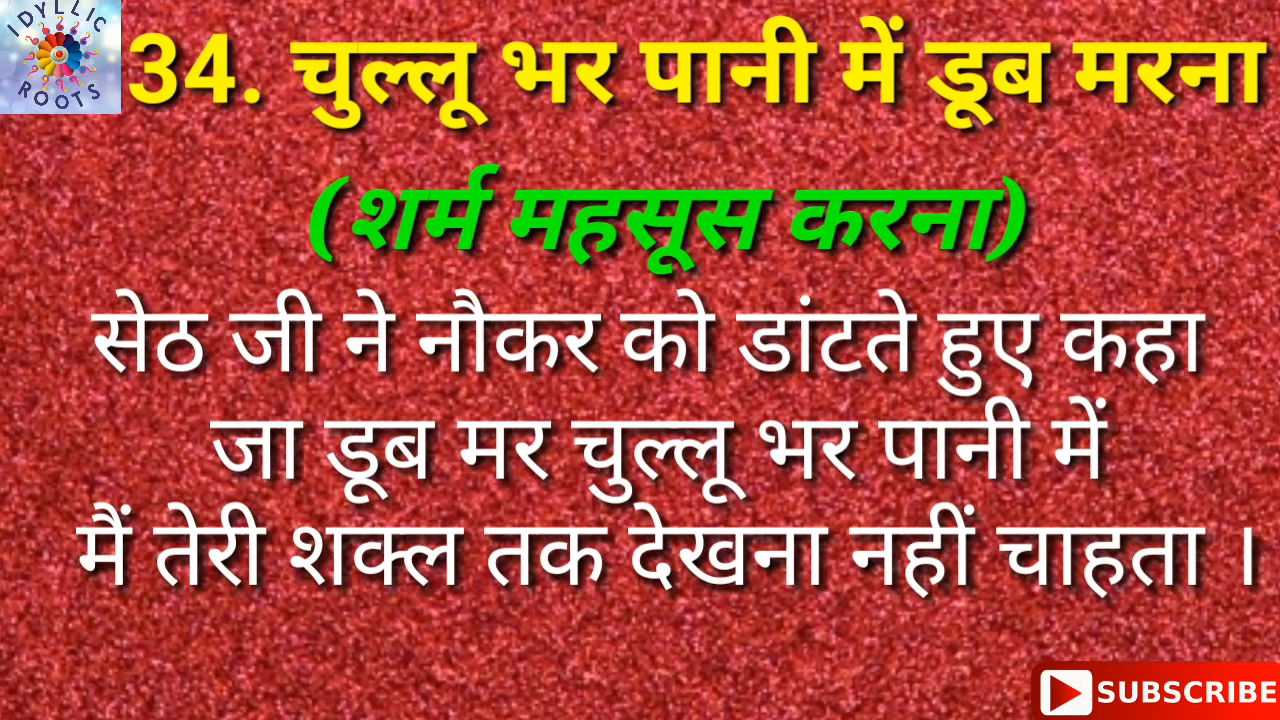 IDYLLIC
ROOTS
34. चुल्लू भर पानी में डूब मरना
(शर्म महसूस करना)
सेठ जी ने नौकर को डांटते हुए कहा
जा डूब मर चुल्लू भर पानी में
मैं तेरी शक्ल तक देखना नहीं चाहता ।
SUBSCRIBE